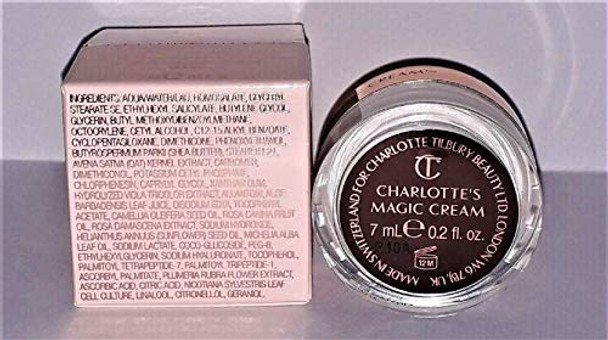 INGREDIENTS: AQUA/WATER/EAU, HOMOSALATE, GLYCERYL
STEARATE SE, ETHYLHEXYL SALICYLATE, BUTYLENE GLYCOL,
GLYCERIN, BUTYL METHOXYDIBENZOYLMETHANE,
OCTOCRYLENE, CETYL ALCOHOL, C12-15 ALKYL BENZOATE,
CYCLOPENTASILOXANE, DIMETHICONE, PHENOXYETHANOL,
BUTYROSPERMUM PARKII (SHEA BUTTER), STEARETH-21,
AVENA SATIVA (OAT) KERNEL EXTRACT, CARBOMER,
DIMETHICONOL, POTASSIUM CETYL PHOSPHATE,
CHLORPHENESIN, CAPRYLYL GLYCOL, XANTHAN GUM,
HYDROLYZED VIOLA TRICOLOR EXTRACT, ALUMINA, ALOE
BARBADENSIS LEAF JUICE, DISODIUM EDTA, TOCOPHERYL
ACETATE, CAMELLIA OLEIFERA SEED OIL, ROSA CANINA FRUIT
OIL, ROSA DAMASCENA EXTRACT, SODIUM HYDROXIDE,
HELIANTHUS ANNUUS (SUNFLOWER) SEED OIL, MICHELIA ALBA
LEAF OIL, SODIUM LACTATE, COCO-GLUCOSIDE, PEG-8,
ETHYLHEXYLGLYCERIN, SODIUM HYALURONATE, TOCOPHEROL,
PALMITOYL TETRAPEPTIDE-7, PALMITOYL TRIPEPTIDE-1,
ASCORBYL PALMITATE, PLUMERIA RUBRA FLOWER EXTRACT,
ASCORBIC ACID, CITRIC ACID, NICOTIANA SYLVESTRIS LEAF
CELL CULTURE, LINALOOL, CITRONELLOL, GERANIOL.
CREAM
CT
CHARLOTTE'S
MAGIC CREAM
7 mL ℮ 0.2 fl. oz.
12M
MADE IN SWITZERLAND FOR CHARLOTTE TILBURY BEAUTY LTD, LONDON W6 7BJ, UK